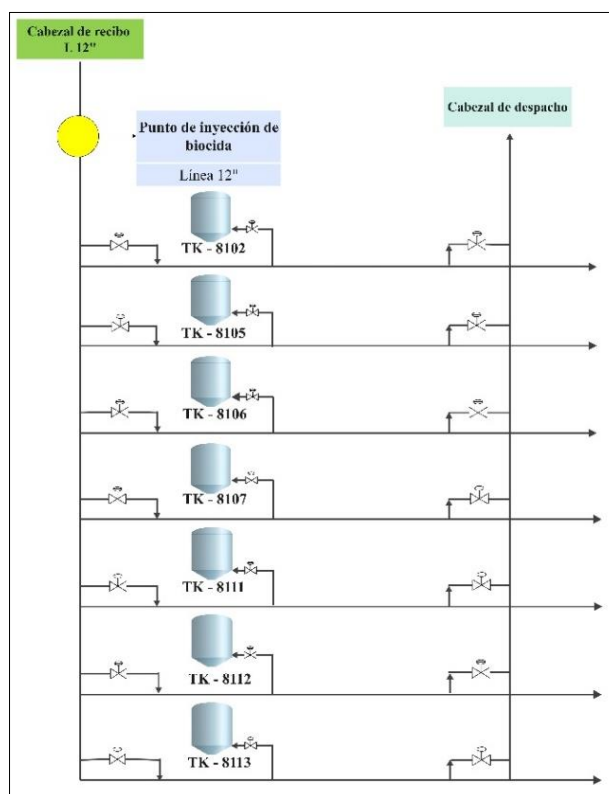 Cabezal de recibo
L 12"
Punto de inyección de
biocida
Línea 12"
Cabezal de despacho
TK - 8102
TK - 8105
TK - 8106
TK - 8107
TK - 8111
TK - 8112
TK - 8113